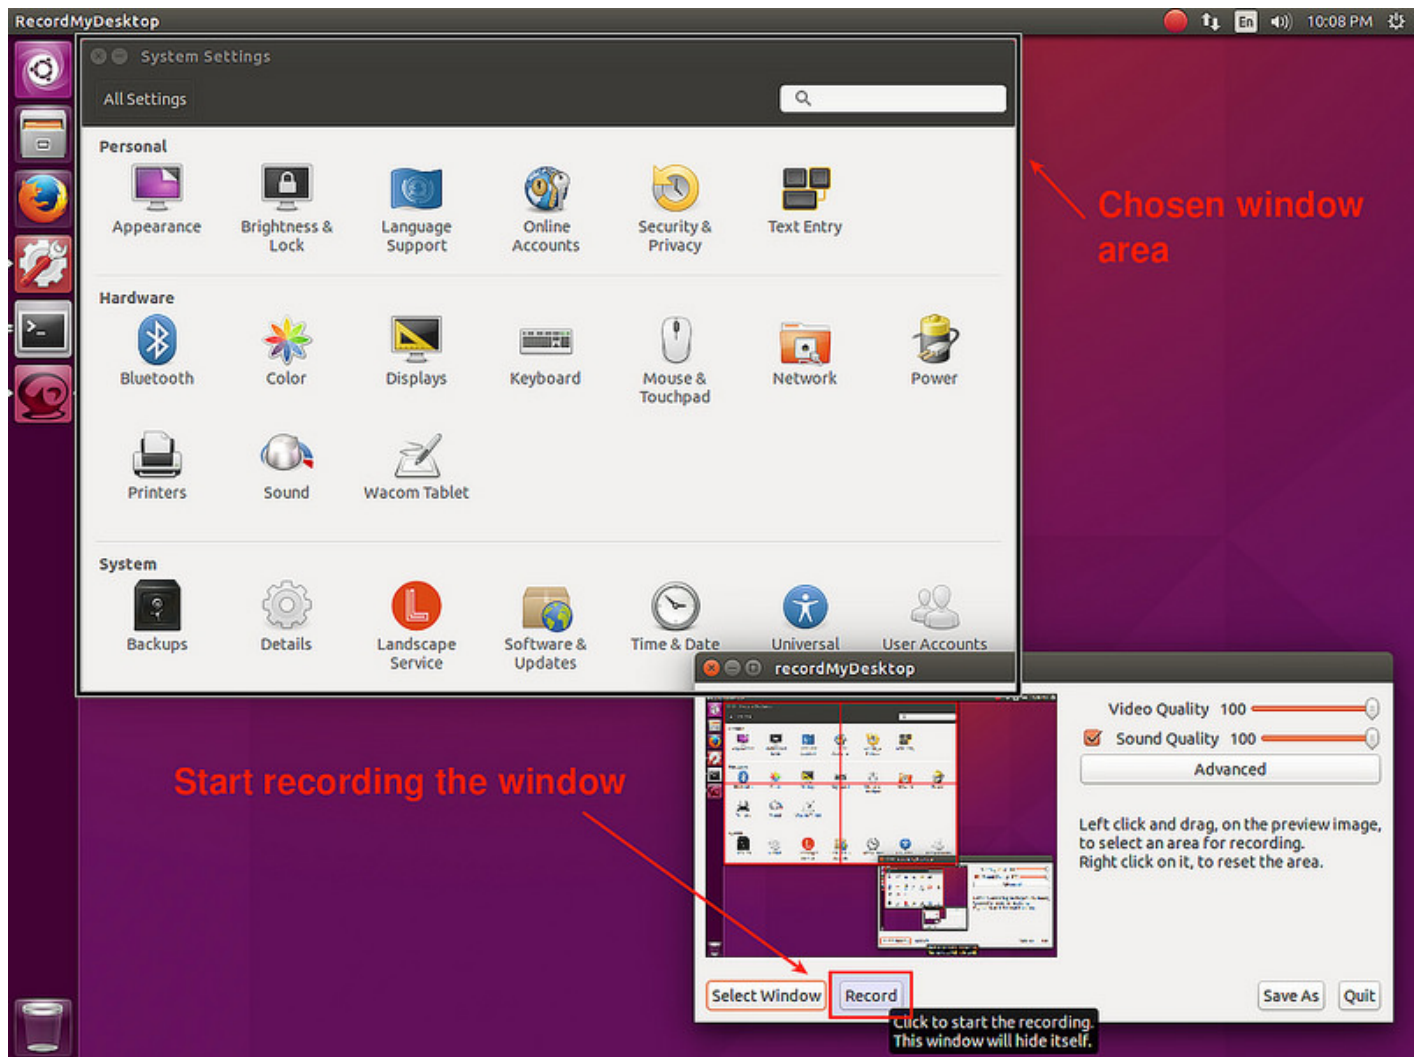 RecordMyDesktop
En
10:08 PM
System Settings
All Settings
Personal
Appearance
Brightness &
Lock
Language
Support
Online
Accounts
Security &
Privacy
Text Entry
Chosen window
area
Hardware
Bluetooth
Color
Displays
Keyboard
Mouse &
Touchpad
Network
Power
Printers
Sound
Wacom Tablet
System
Backups
Details
Landscape
Service
Software &
Updates
Time & Date
Universal
User Accounts
recordMyDesktop
Video Quality 100
Sound Quality 100
Advanced
Left click and drag, on the preview image,
to select an area for recording.
Right click on it, to reset the area.
Start recording the window
Select Window
Record
Save As
Quit
Click to start the recording.
This window will hide itself.